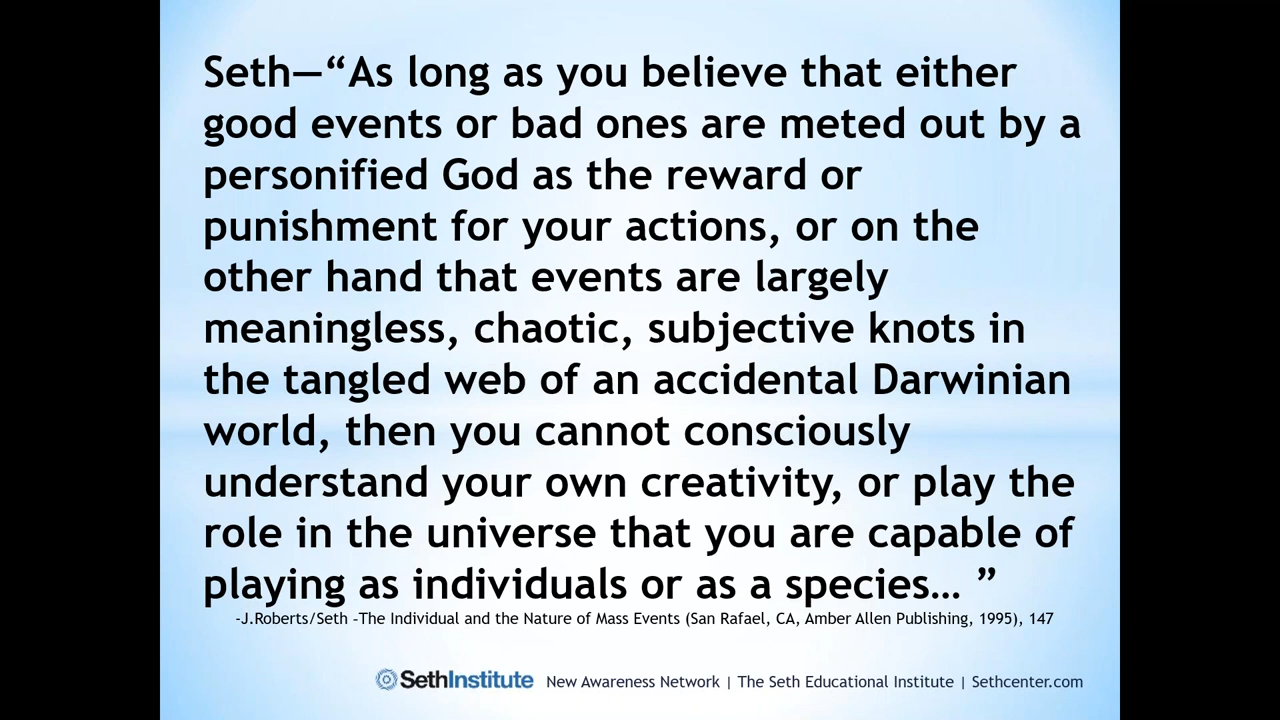 Seth—“As long as you believe that either
good events or bad ones are meted out by a
personified God as the reward or
punishment for your actions, or on the
other hand that events are largely
meaningless, chaotic, subjective knots in
the tangled web of an accidental Darwinian
world, then you cannot consciously
understand your own creativity, or play the
role in the universe that you are capable of
playing as individuals or as a species… ”
-J.Roberts/Seth -The Individual and the Nature of Mass Events (San Rafael, CA, Amber Allen Publishing, 1995), 147
SethInstitute New Awareness Network | The Seth Educational Institute | Sethcenter.com